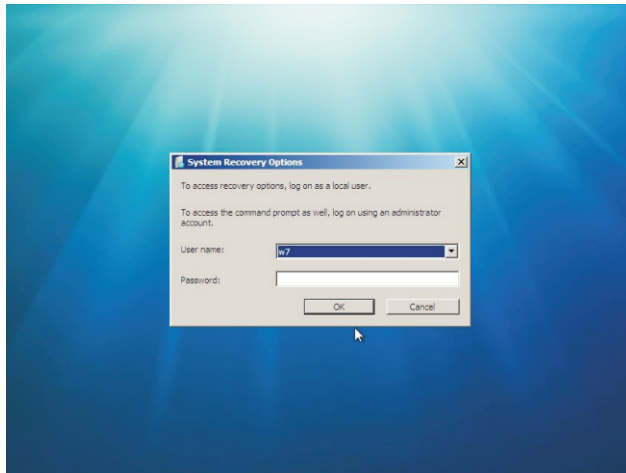 System Recovery Options
To access recovery options, log on as a local user.
To access the command prompt as well, log on using an administrator
account.
User name:
w7
Password:
OK
Cancel